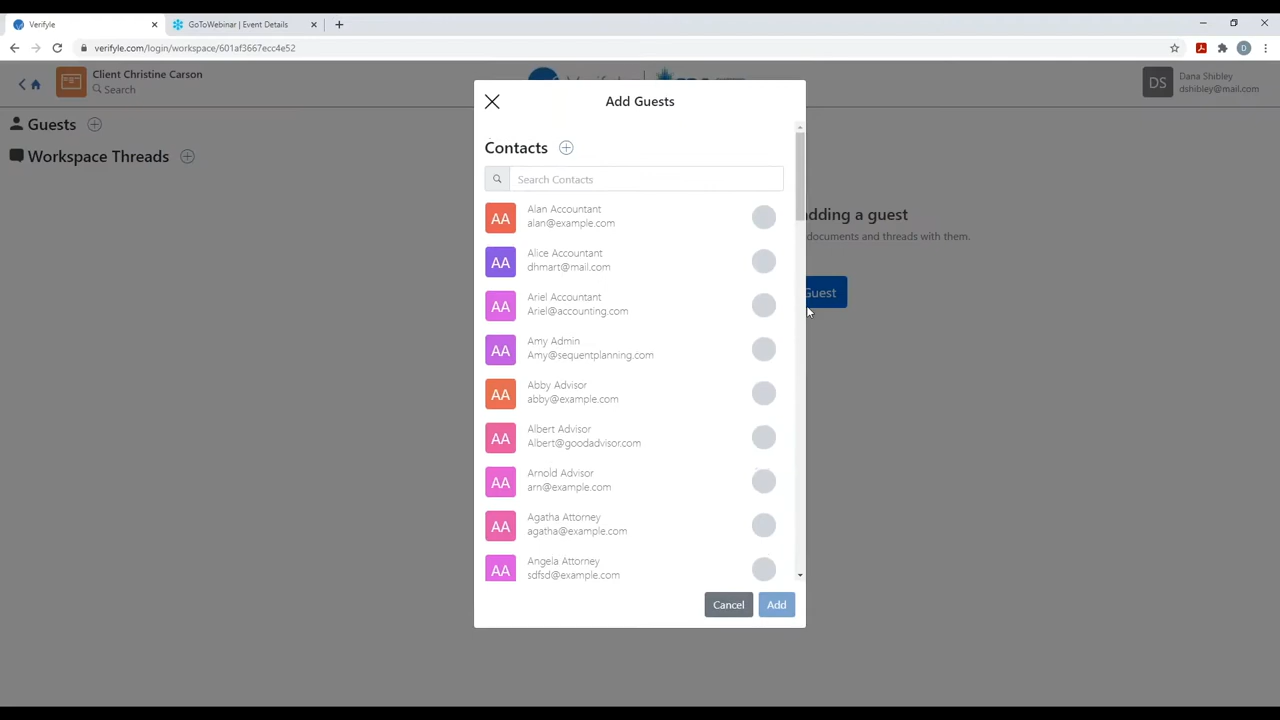 Verifyle
GoToWebinar | Event Details
verifyle.com/login/workspace/601af3667ecc4e52
D
Client Christine Carson
Search
DS
Dana Shibley
dshibley@mail.com
Guests
Workspace Threads
Add Guests
Contacts
Search Contacts
AA
Alan Accountant
alan@example.com
AA
Alice Accountant
dhmart@mail.com
AA
Ariel Accountant
Ariel@accounting.com
AA
Amy Admin
Amy@sequentplanning.com
AA
Abby Advisor
abby@example.com
AA
Albert Advisor
Albert@goodadvisor.com
AA
Arnold Advisor
arn@example.com
AA
Agatha Attorney
agatha@example.com
AA
Angela Attorney
sdfsd@example.com
Cancel
Add
adding a guest
documents and threads with them.
Guest